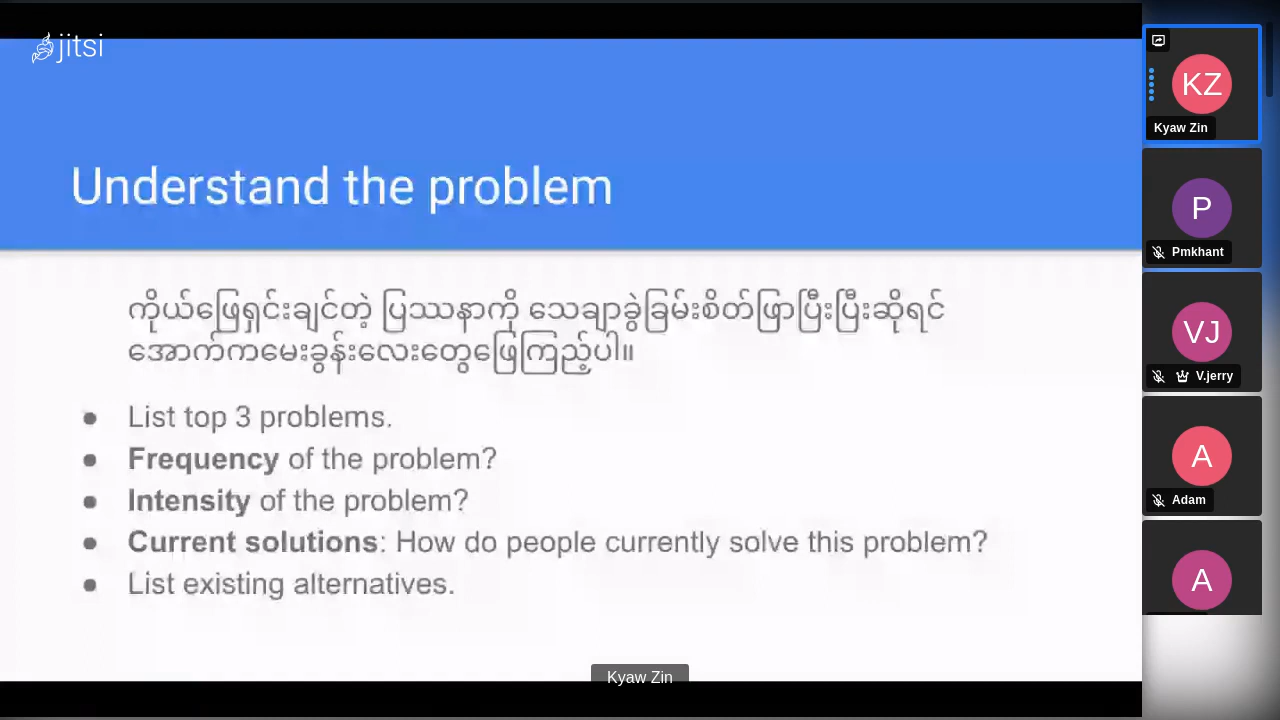 jitsi
Understand the problem
ကိုယ်ဖြေရှင်းချင်တဲ့ ပြဿနာကို သေချာခွဲခြမ်းစိတ်ဖြာပြီးပြီးဆိုရင်
အောက်ကမေးခွန်းလေးတွေဖြေကြည့်ပါ။
• List top 3 problems.
• Frequency of the problem?
• Intensity of the problem?
• Current solutions: How do people currently solve this problem?
• List existing alternatives.
Kyaw Zin
KZ
Kyaw Zin
P
Pmkhant
VJ
V.jerry
A
Adam
A